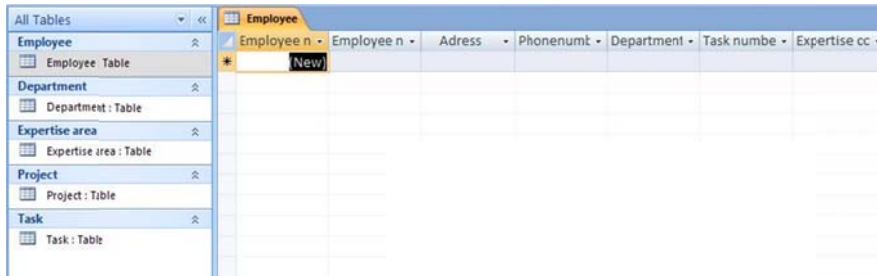 All Tables
Employee
Employee Table
Department
Department : Table
Expertise area
Expertise area : Table
Project
Project : Table
Task
Task : Table
Employee
Employee n Employee n Adress Phonenumb Department Task numbe Expertise cc
(New)